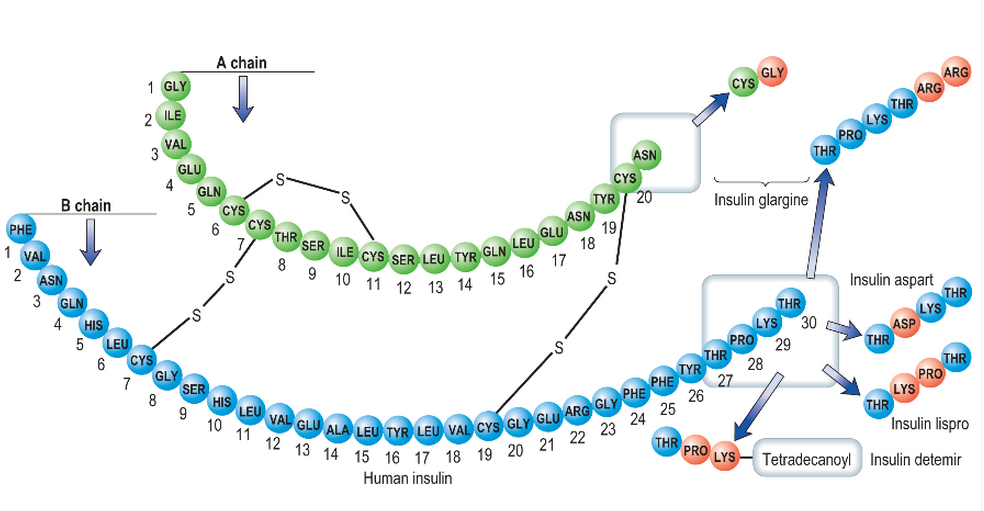 A chain
1 GLY
2 ILE
3 VAL
4 GLU
5 GLN
6 CYS
7 CYS
8 THR
9 SER
10 ILE
11 CYS
12 SER
13 LEU
14 TYR
15 GLN
16 LEU
17 GLU
18 ASN
19 TYR
20 CYS
ASN
S S
S
S
S
S
CYS GLY
THR PRO LYS THR ARG ARG
Insulin glargine
B chain
1 PHE
2 VAL
3 ASN
4 GLN
5 HIS
6 LEU
7 CYS
8 GLY
9 SER
10 HIS
11 LEU
12 VAL
13 GLU
14 ALA
15 LEU
16 TYR
17 LEU
18 VAL
19 CYS
20 GLY
21 GLU
22 ARG
23 GLY
24 PHE
25 PHE
26 TYR
27 THR
28 PRO
29 LYS
30 THR
Insulin aspart
THR ASP LYS THR
THR LYS PRO THR
Insulin lispro
THR PRO LYS Tetradecanoyl Insulin detemir
Human insulin